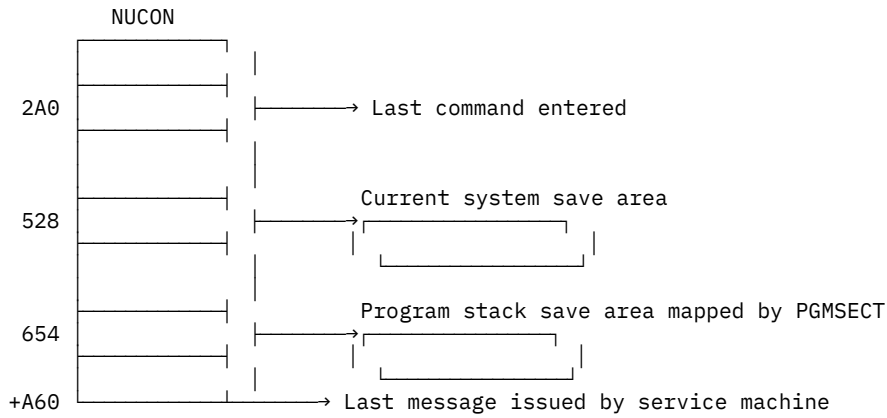 NUCON
2A0 Last command entered
Current system save area
528
Program stack save area mapped by PGMSECT
654
+A60 Last message issued by service machine